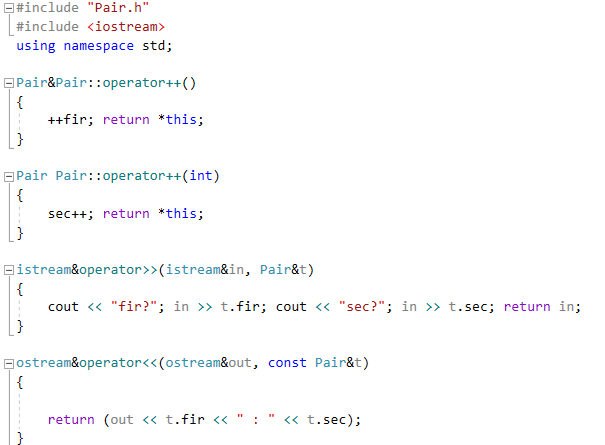 #include "Pair.h"
#include <iostream>
using namespace std;
Pair&Pair::operator++()
{
++fir; return *this;
}
Pair Pair::operator++(int)
{
sec++; return *this;
}
istream&operator>>(istream&in, Pair&t)
{
cout << "fir?"; in >> t.fir; cout << "sec?"; in >> t.sec; return in;
}
ostream&operator<<(ostream&out, const Pair&t)
{
return (out << t.fir << " : " << t.sec);
}